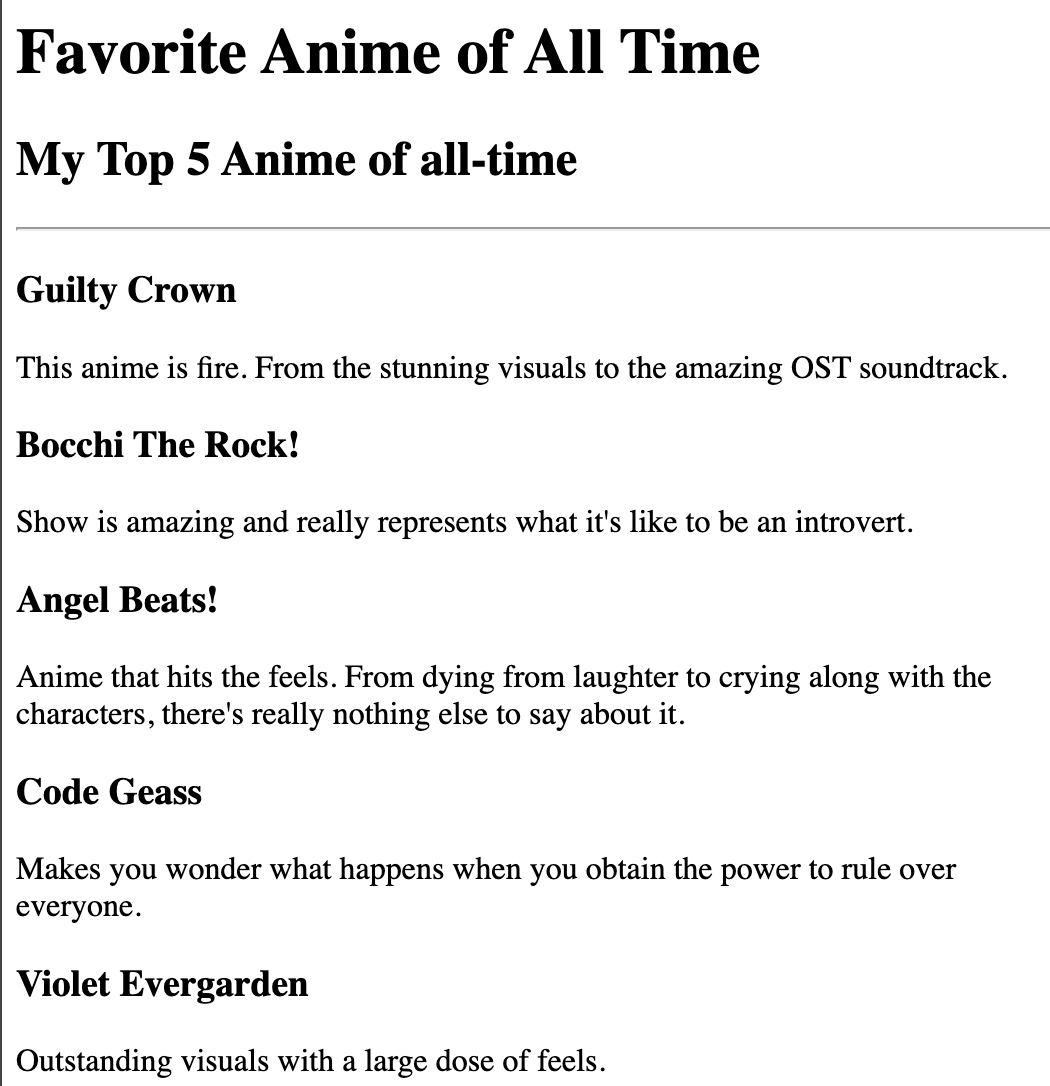 Favorite Anime of All Time
My Top 5 Anime of all-time
Guilty Crown
This anime is fire. From the stunning visuals to the amazing OST soundtrack.
Bocchi The Rock!
Show is amazing and really represents what it's like to be an introvert.
Angel Beats!
Anime that hits the feels. From dying from laughter to crying along with the
characters, there's really nothing else to say about it.
Code Geass
Makes you wonder what happens when you obtain the power to rule over
everyone.
Violet Evergarden
Outstanding visuals with a large dose of feels.